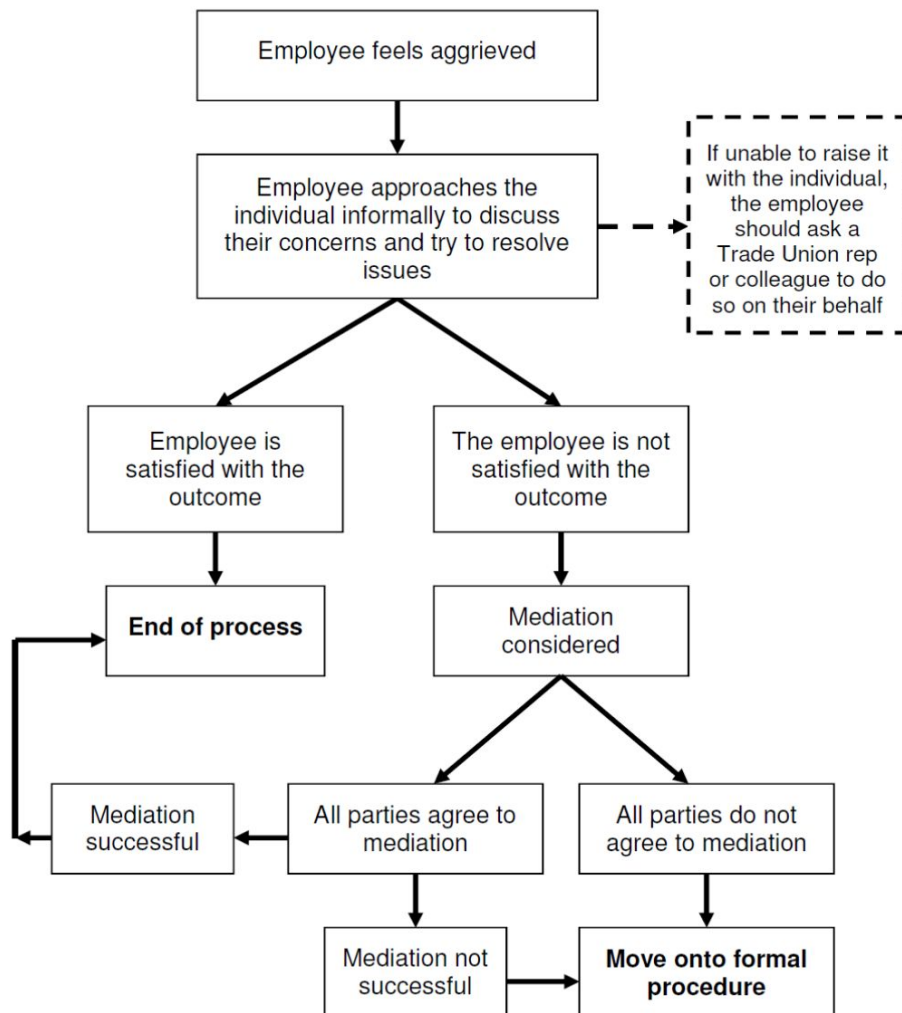 Employee feels aggrieved
Employee approaches the
individual informally to discuss
their concerns and try to resolve
issues
If unable to raise it
with the individual,
the employee
should ask a
Trade Union rep
or colleague to do
so on their behalf
Employee is
satisfied with the
outcome
The employee is not
satisfied with the
outcome
End of process
Mediation
considered
Mediation
successful
All parties agree to
mediation
All parties do not
agree to mediation
Mediation not
successful
Move onto formal
procedure